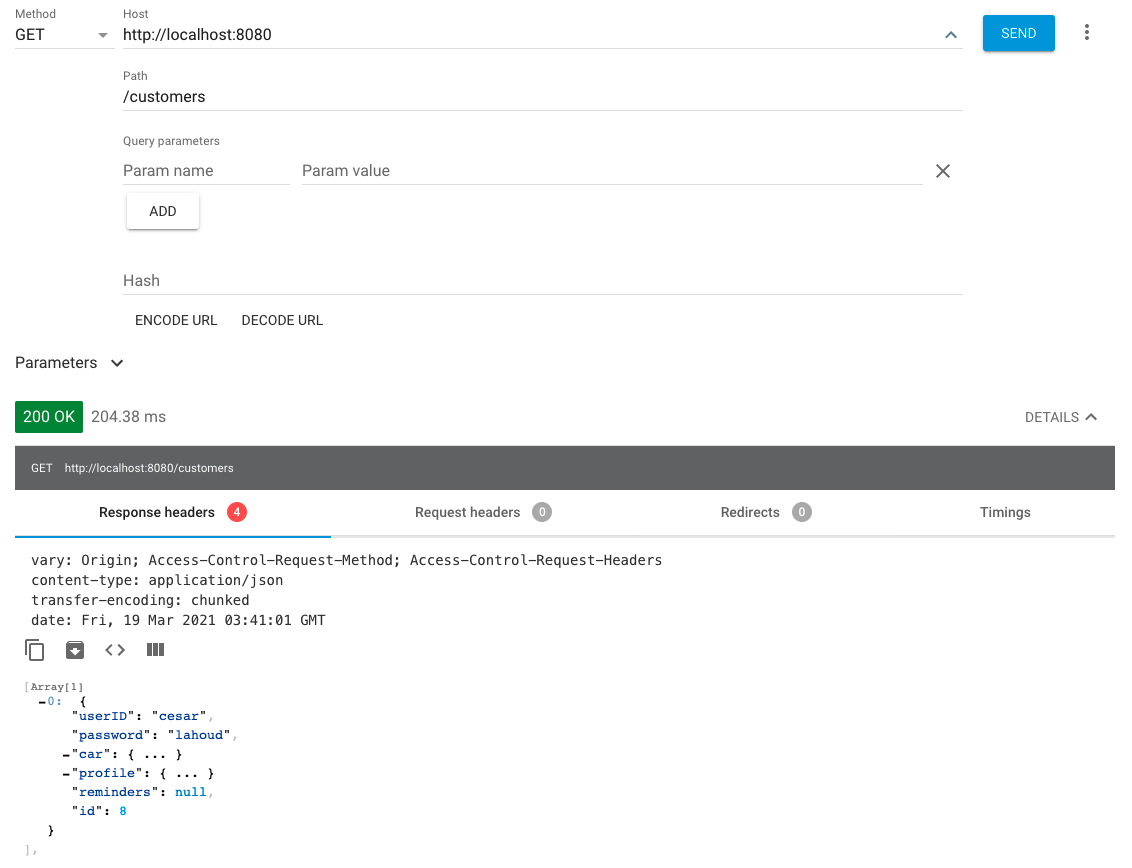 Method Host
GET http://localhost:8080 SEND
Path
/customers
Query parameters
Param name Param value
ADD
Hash
ENCODE URL DECODE URL
Parameters
200 OK 204.38 ms DETAILS
GET http://localhost:8080/customers
Response headers 4 Request headers 0 Redirects 0 Timings
vary: Origin; Access-Control-Request-Method; Access-Control-Request-Headers
content-type: application/json
transfer-encoding: chunked
date: Fri, 19 Mar 2021 03:41:01 GMT
[Array[1]
-0: {
"userID": "cesar",
"password": "lahoud",
-"car": { ... }
-"profile": { ... }
"reminders": null,
"id": 8
}
],